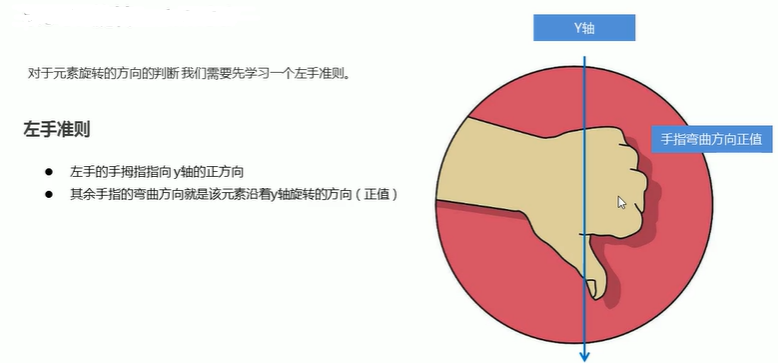 Y轴
对于元素旋转的方向的判断 我们需要先学习一个左手准则。
左手准则
手指弯曲方向正值
● 左手的手拇指指向 y轴的正方向
● 其余手指的弯曲方向就是该元素沿着y轴旋转的方向（正值）